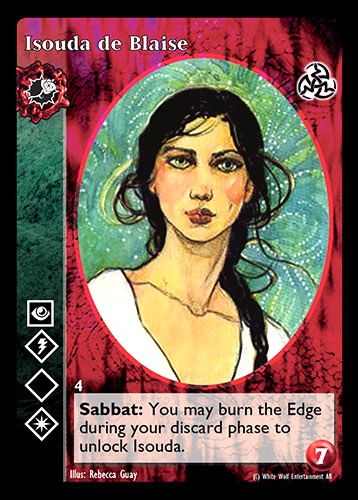 Isouda de Blaise
4
Sabbat: You may burn the Edge
during your discard phase to
unlock Isouda.
7
Illus: Rebecca Guay
(C) White Wolf Entertainment AB